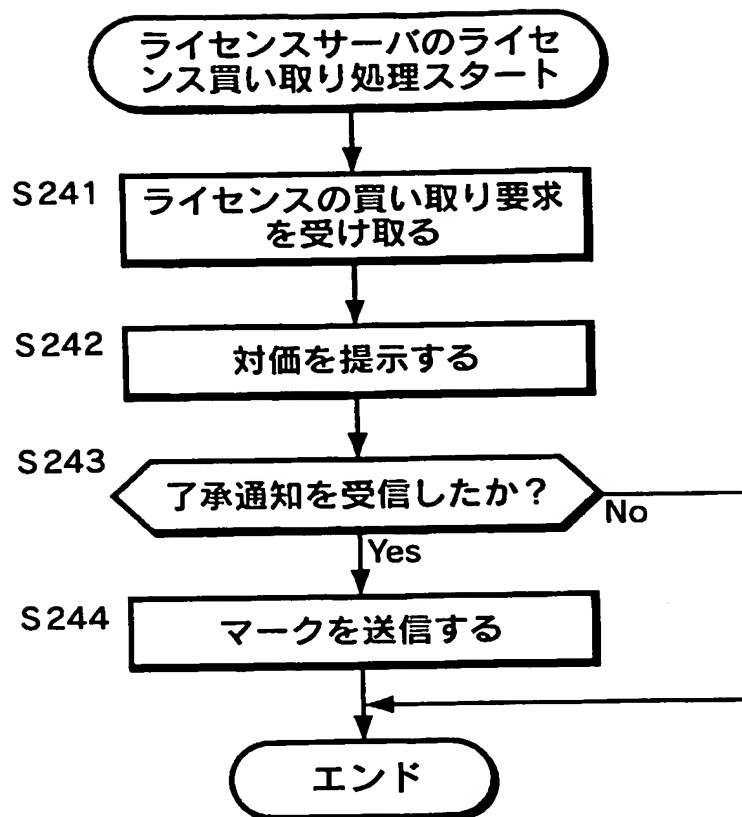 ライセンスサーバのライセ
ンス買い取り処理スタート
S241
ライセンスの買い取り要求
を受け取る
S242
対価を提示する
S243
了承通知を受信したか？
No
Yes
S244
マークを送信する
エンド